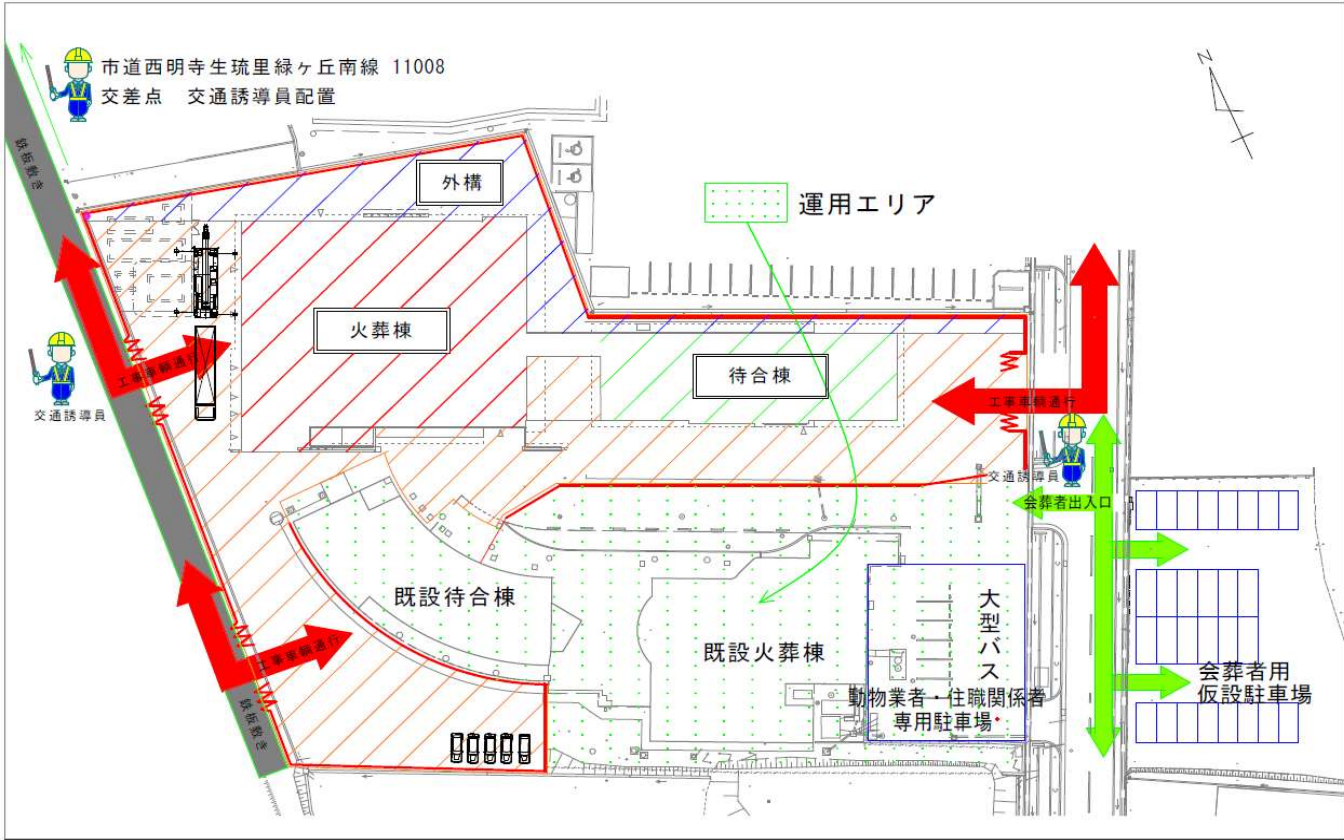 市道西明寺生琉里緑ヶ丘南線 11008
交差点 交通誘導員配置
N
鉄板敷き
外構
運用エリア
火葬棟
待合棟
工事車輌通行
交通誘導員
工事車輌通行
交通誘導員
会葬者出入口
既設待合棟
既設火葬棟
大型バス
動物業者・住職関係者
専用駐車場
会葬者用
仮設駐車場
工事車輌通行
鉄板敷き